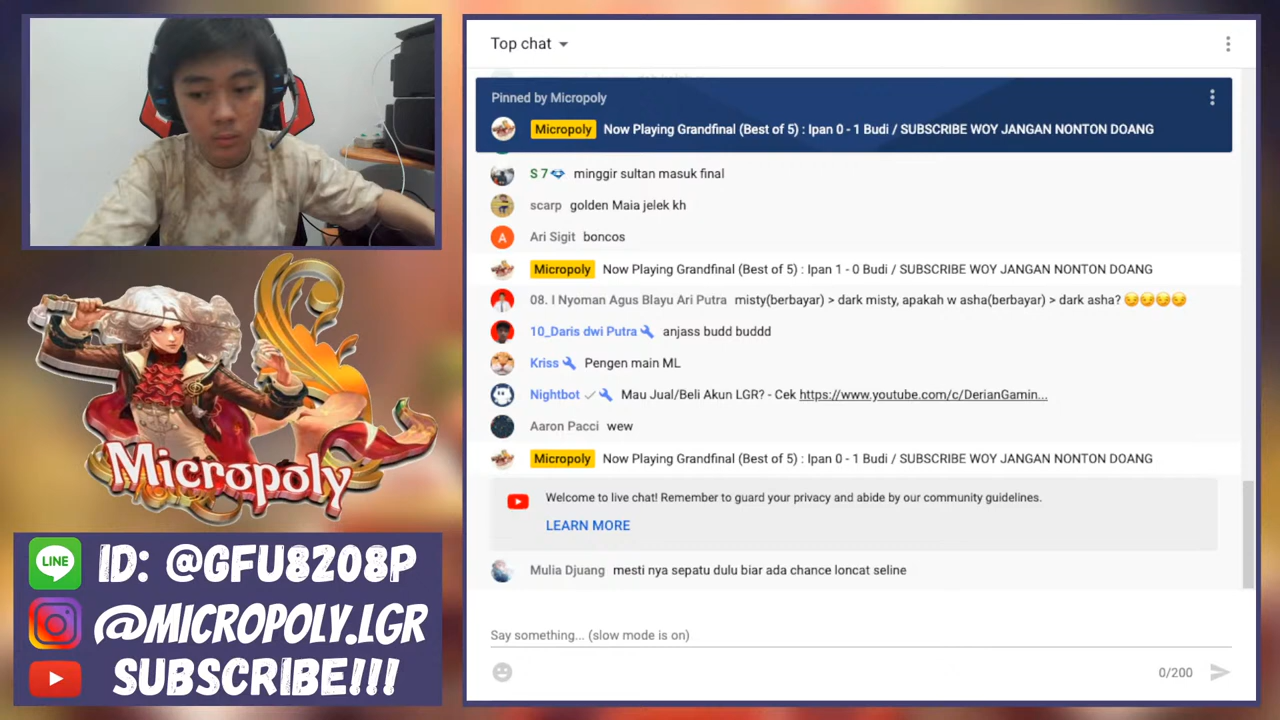 Micropoly
LINE
ID: @GFU8208P
@MICROPOLY.LGR
SUBSCRIBE!!!
Top chat
Pinned by Micropoly
Micropoly Now Playing Grandfinal (Best of 5) : Ipan 0 - 1 Budi / SUBSCRIBE WOY JANGAN NONTON DOANG
S 7 minggir sultan masuk final
scarp golden Maia jelek kh
A Ari Sigit boncos
Micropoly Now Playing Grandfinal (Best of 5) : Ipan 1 - 0 Budi / SUBSCRIBE WOY JANGAN NONTON DOANG
08. I Nyoman Agus Blayu Ari Putra misty(berbayar) > dark misty, apakah w asha(berbayar) > dark asha? 😏😏😏😏
10_Daris dwi Putra anjass budd buddd
Kriss Pengen main ML
Nightbot Mau Jual/Beli Akun LGR? - Cek https://www.youtube.com/c/DerianGamin...
Aaron Pacci wew
Micropoly Now Playing Grandfinal (Best of 5) : Ipan 0 - 1 Budi / SUBSCRIBE WOY JANGAN NONTON DOANG
Welcome to live chat! Remember to guard your privacy and abide by our community guidelines.
LEARN MORE
Mulia Djuang mesti nya sepatu dulu biar ada chance loncat seline
Say something... (slow mode is on)
0/200